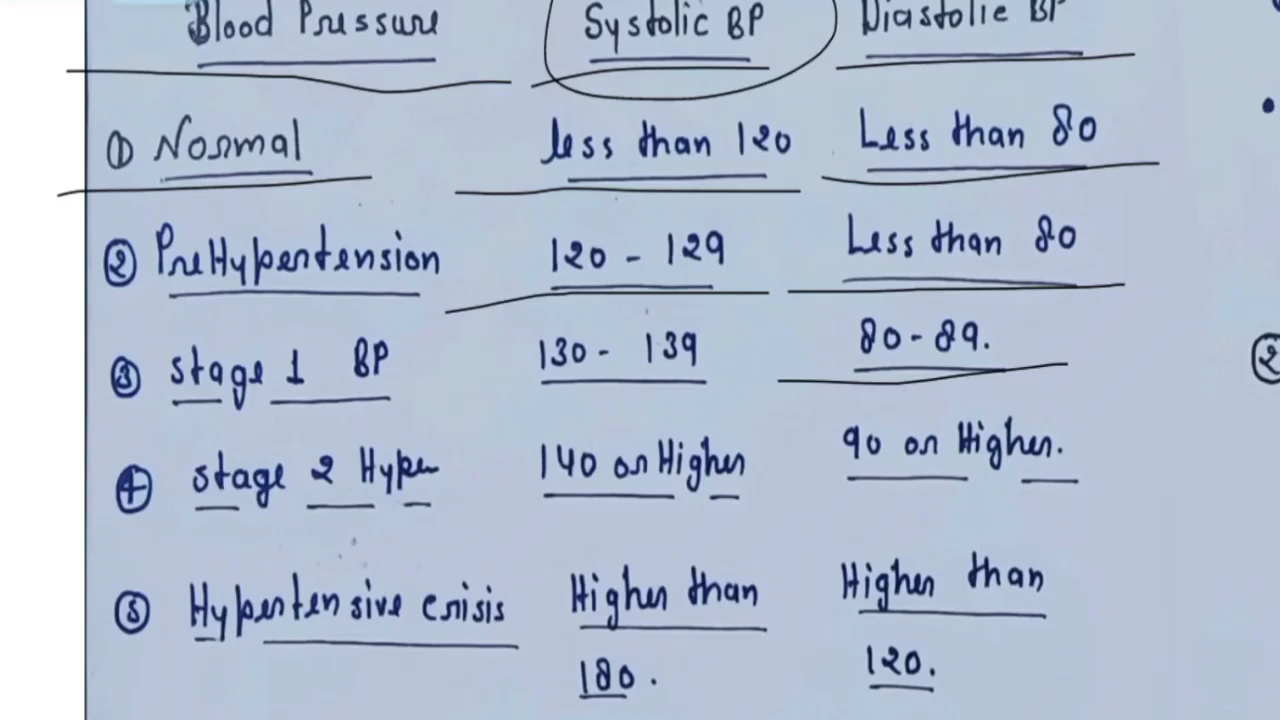 Blood Pressure Systolic BP Diastolic BP
① Normal less than 120 Less than 80
② PreHypertension 120 - 129 Less than 80
③ stage 1 BP 130 - 139 80 - 89.
④ stage 2 Hyper 140 or Higher 90 or Higher.
⑤ Hypertensive crisis Higher than Higher than
180. 120.
②